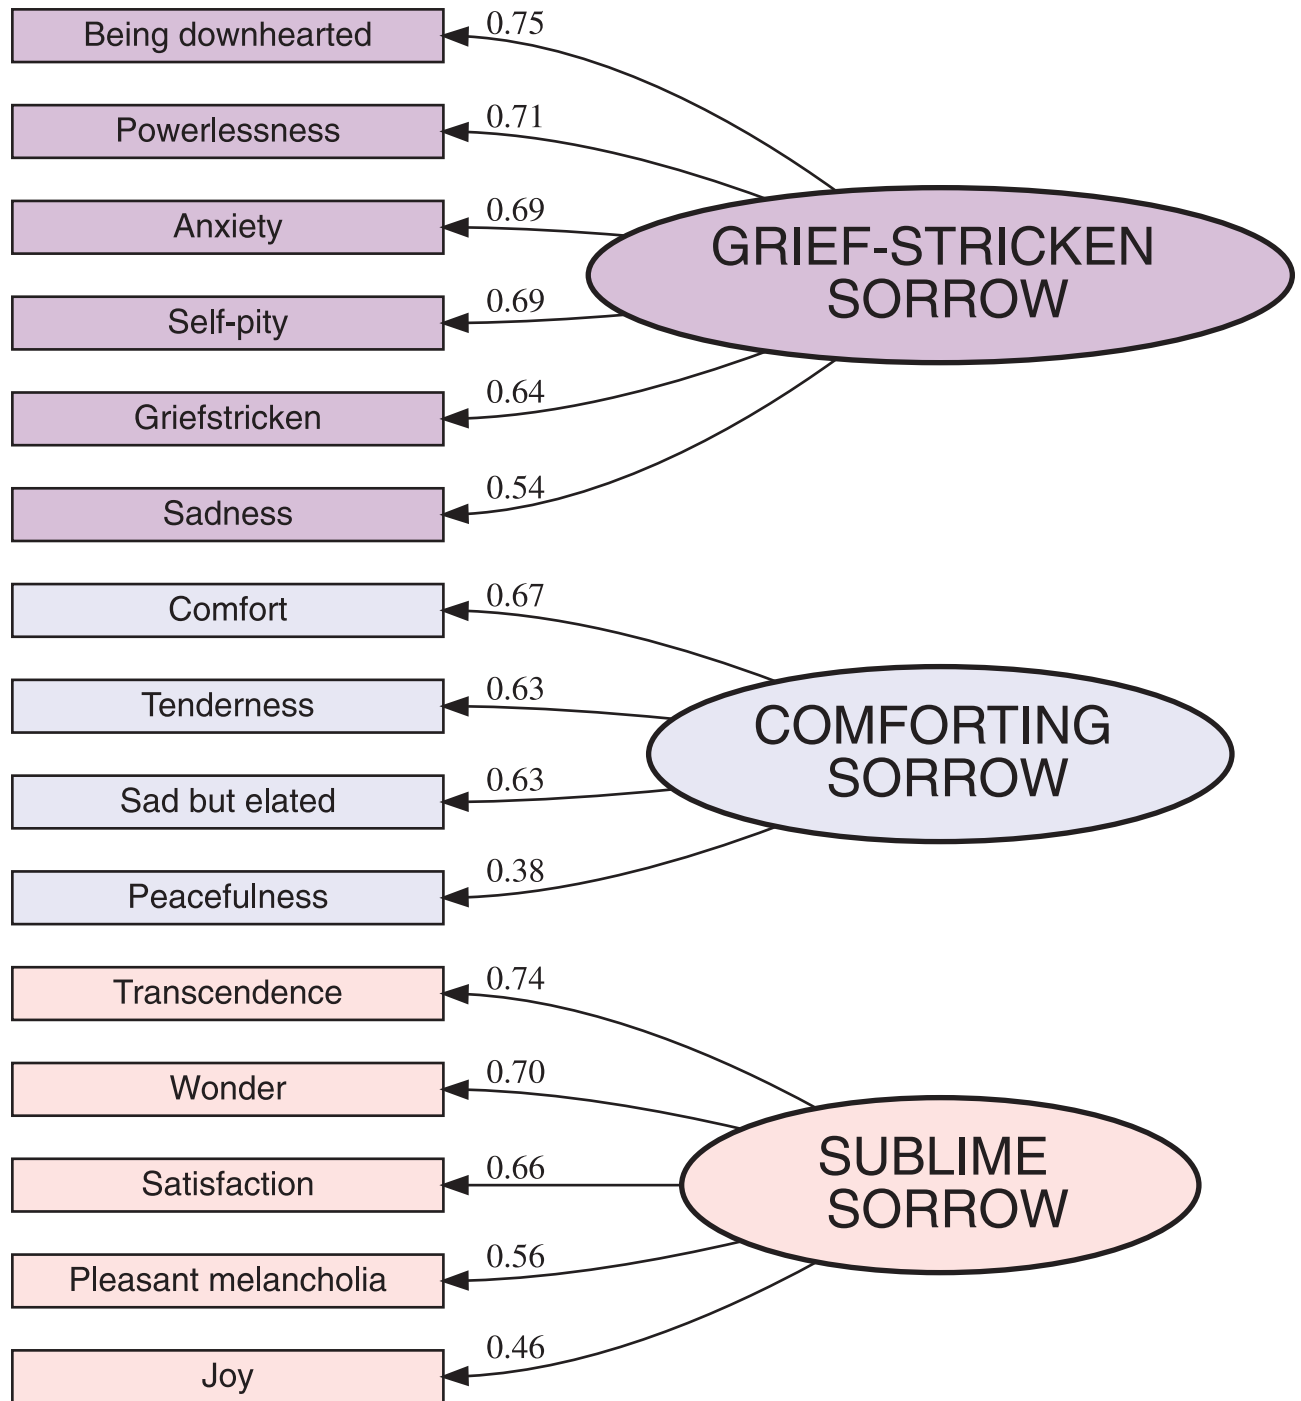 Being downhearted
0.75
Powerlessness
0.71
Anxiety
0.69
Self-pity
0.69
Griefstricken
0.64
Sadness
0.54
GRIEF-STRICKEN
SORROW
Comfort
0.67
Tenderness
0.63
Sad but elated
0.63
Peacefulness
0.38
COMFORTING
SORROW
Transcendence
0.74
Wonder
0.70
Satisfaction
0.66
Pleasant melancholia
0.56
Joy
0.46
SUBLIME
SORROW